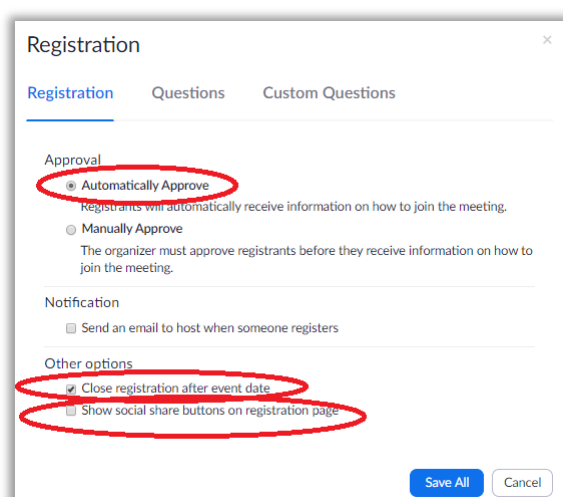 Registration
Registration Questions Custom Questions
Approval
Automatically Approve
Registrants will automatically receive information on how to join the meeting.
Manually Approve
The organizer must approve registrants before they receive information on how to
join the meeting.
Notification
Send an email to host when someone registers
Other options
Close registration after event date
Show social share buttons on registration page
Save All Cancel